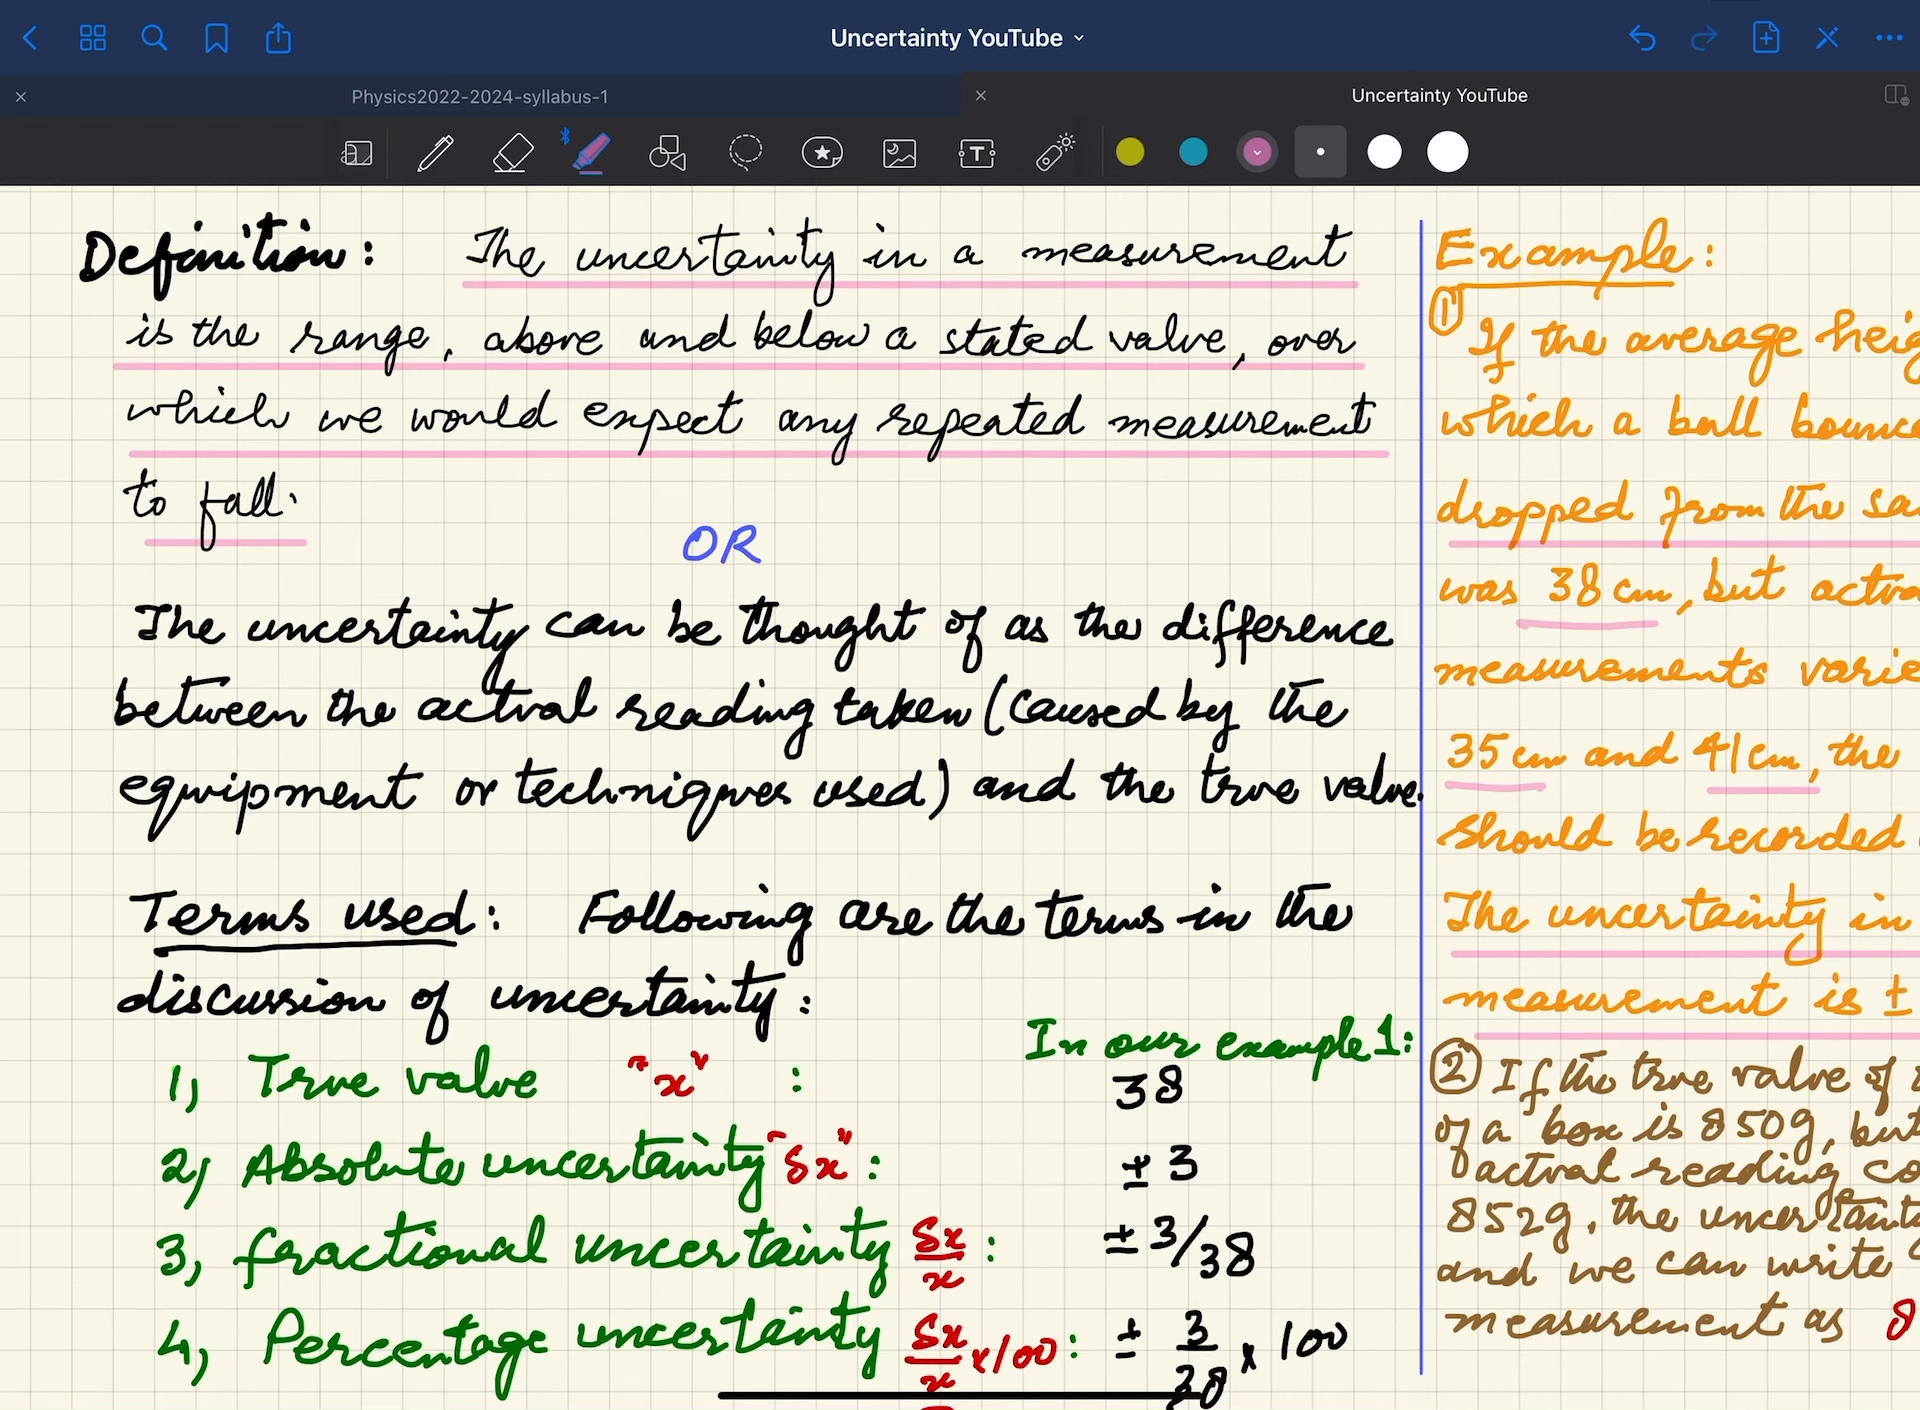 Uncertainty YouTube
Physics2022-2024-syllabus-1
Uncertainty YouTube
Definition: The uncertainty in a measurement
is the range, above and below a stated value, over
which we would expect any repeated measurement
to fall.
OR
The uncertainty can be thought of as the difference
between the actual reading taken (caused by the
equipment or techniques used) and the true value.
Terms used: Following are the terms in the
discussion of uncertainty:
In our example 1:
1, True value "x" : 38
2, Absolute uncertainty "δx" : ± 3
3, fractional uncertainty δx/x : ± 3/38
4, Percentage uncertainty δx/x × 100 : ± 3/38 × 100
Example:
① If the average
which a ball
dropped from the
was 38 cm, but
measurements
35 cm and 41 cm, the
should be recorded
The uncertainty in
measurement is ±
② If the true value of
of a box is 850g, but
actual reading
852g, the
and we can write
measurement as 8